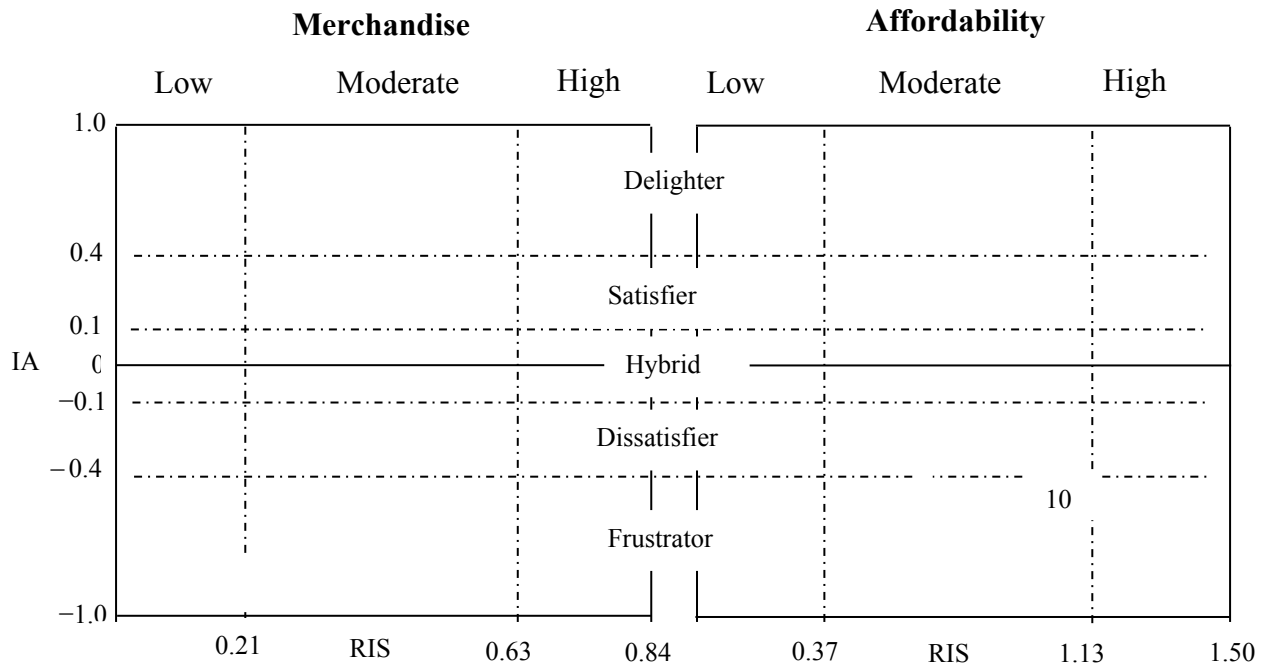 Merchandise Affordability
Low Moderate High Low Moderate High
1.0
Delighter
0.4
Satisfier
0.1
IA 0 Hybrid
−0.1
Dissatisfier
−0.4
10
Frustrator
−1.0
0.21 RIS 0.63 0.84 0.37 RIS 1.13 1.50